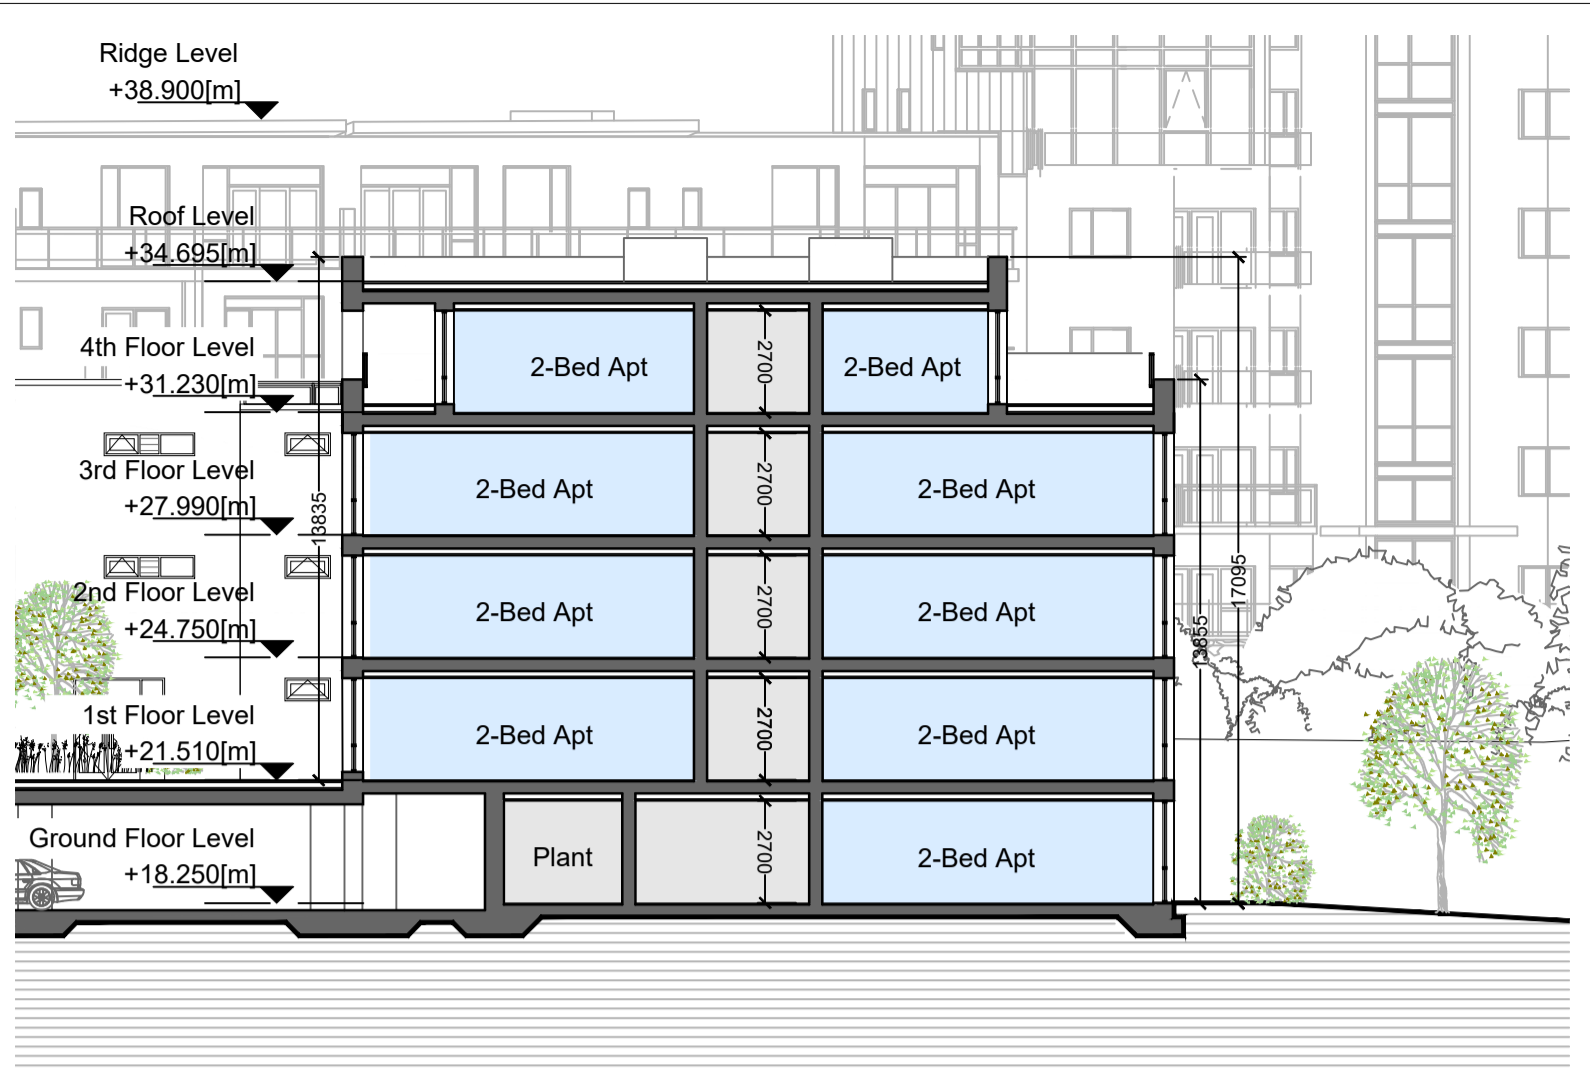 Ridge Level
+38.900[m]
Roof Level
+34.695[m]
4th Floor Level
+31.230[m]
2-Bed Apt
2700
2-Bed Apt
3rd Floor Level
+27.990[m]
13835
2-Bed Apt
2700
2-Bed Apt
2nd Floor Level
+24.750[m]
2-Bed Apt
2700
2-Bed Apt
17095
13855
1st Floor Level
+21.510[m]
2-Bed Apt
2700
2-Bed Apt
Ground Floor Level
+18.250[m]
Plant
2700
2-Bed Apt